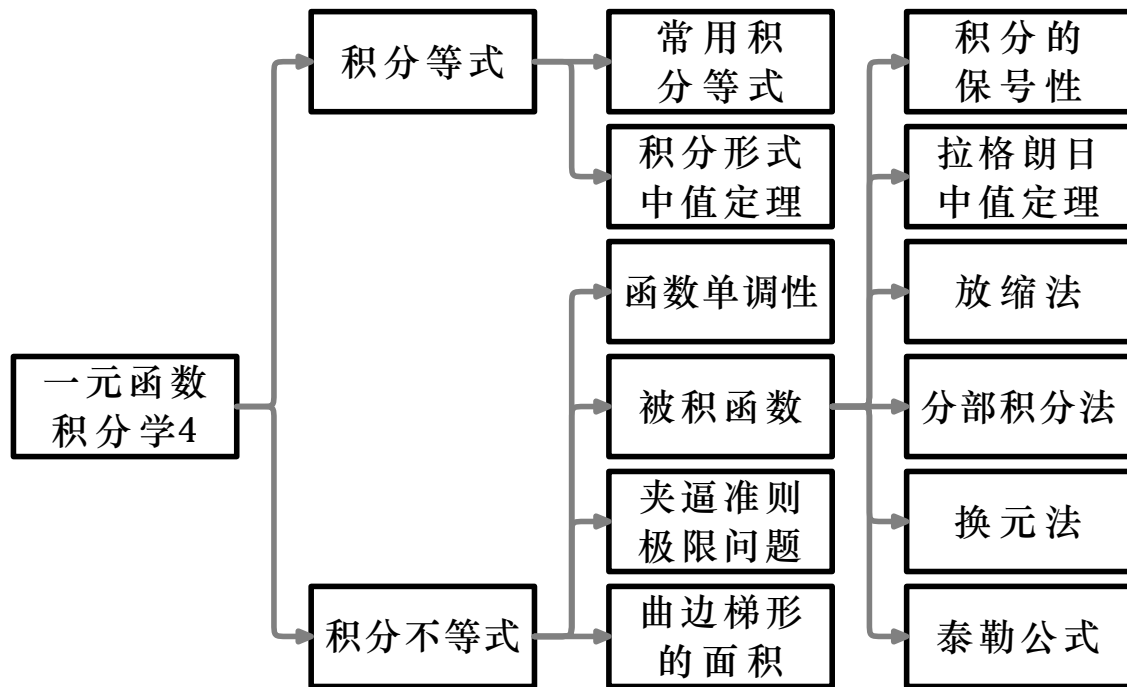 一元函数
积分学4
积分等式
常用积
分等式
积分形式
中值定理
积分不等式
函数单调性
被积函数
积分的
保号性
拉格朗日
中值定理
放缩法
分部积分法
换元法
泰勒公式
夹逼准则
极限问题
曲边梯形
的面积